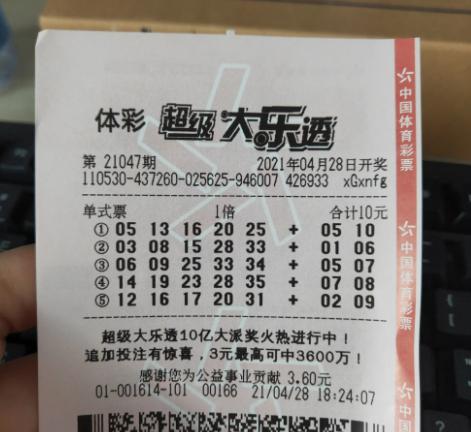 体彩 超级大乐透
第 21047期 2021年04月28日开奖
110530-437260-025625-946007 426933 xGxnfg
单式票 1倍 合计10元
① 05 13 16 20 25 + 05 10
② 03 08 15 28 33 + 01 06
③ 06 09 25 33 34 + 05 07
④ 14 19 23 28 35 + 07 08
⑤ 12 16 17 20 31 + 02 09
超级大乐透10亿大派奖火热进行中！
追加投注有惊喜，3元最高可中3600万！
感谢您为公益事业贡献 3.60元
01-001614-101 00166 21/04/28 18:24:07
中国体育彩票
中国体育彩票
中国体